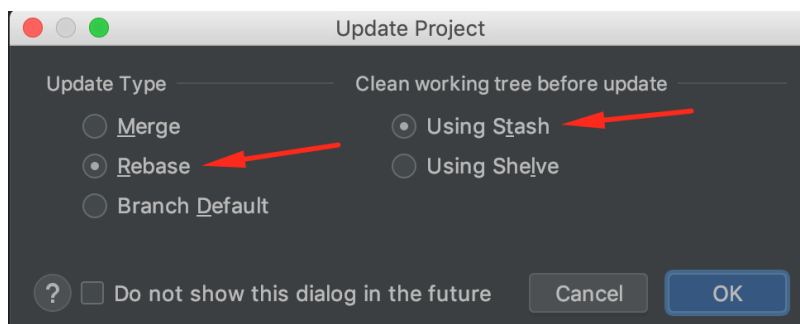 Update Project
Update Type
Clean working tree before update
Merge
Using Stash
Rebase
Using Shelve
Branch Default
? Do not show this dialog in the future
Cancel
OK